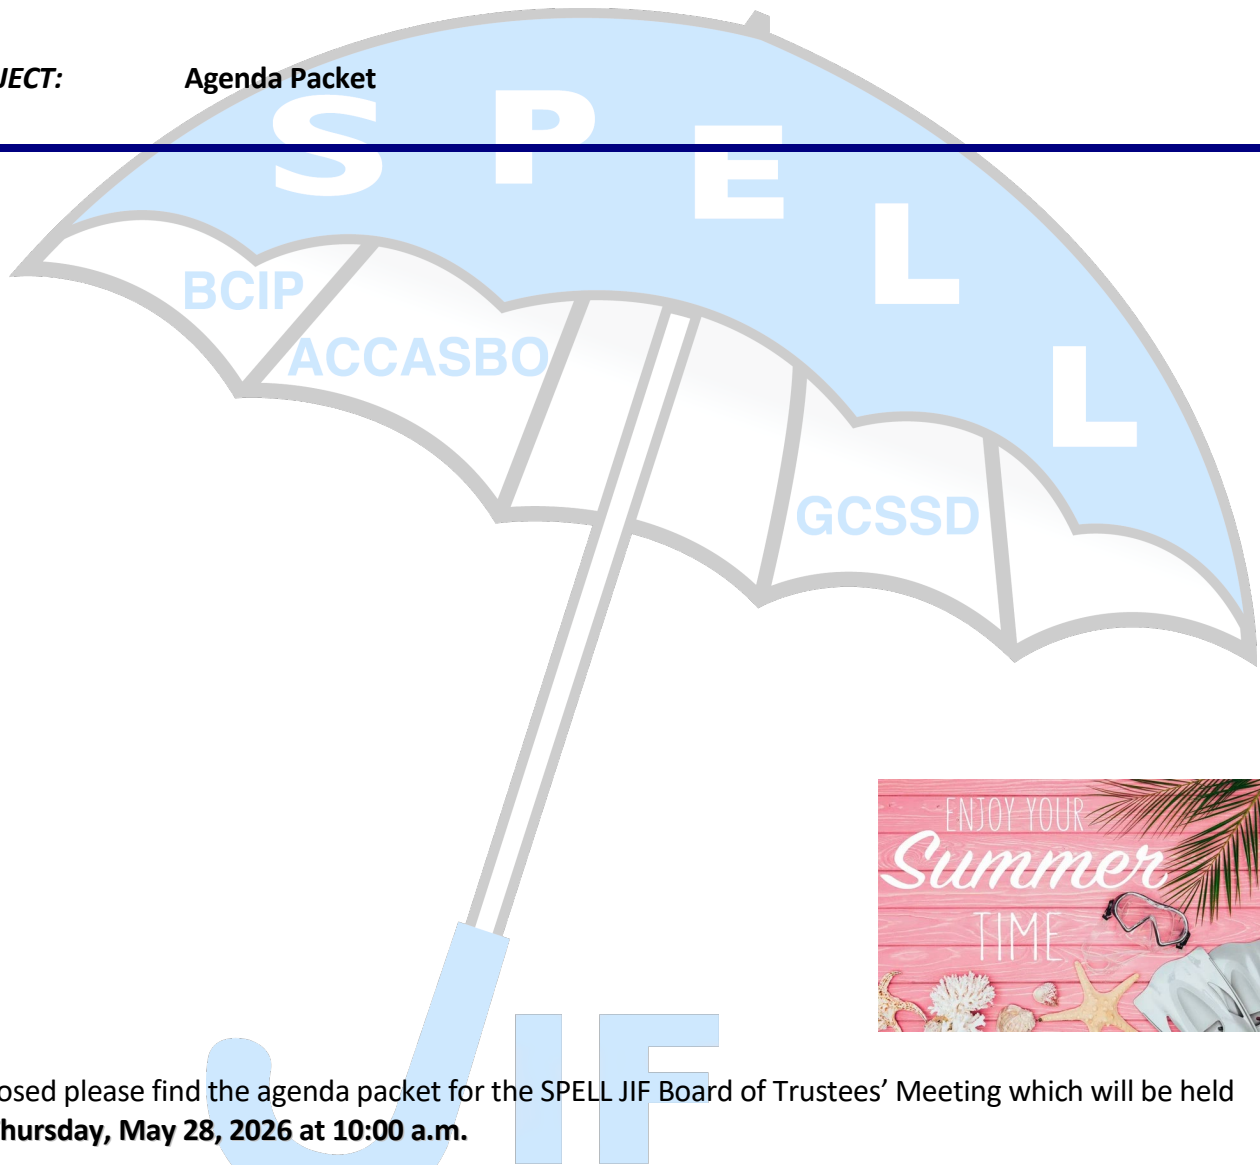 JECT: Agenda Packet
S P E L L
BCIP
ACCASBO
GCSSD
ENJOY YOUR
Summer
TIME
JIF
osed please find the agenda packet for the SPELL JIF Board of Trustees’ Meeting which will be held
hursday, May 28, 2026 at 10:00 a.m.